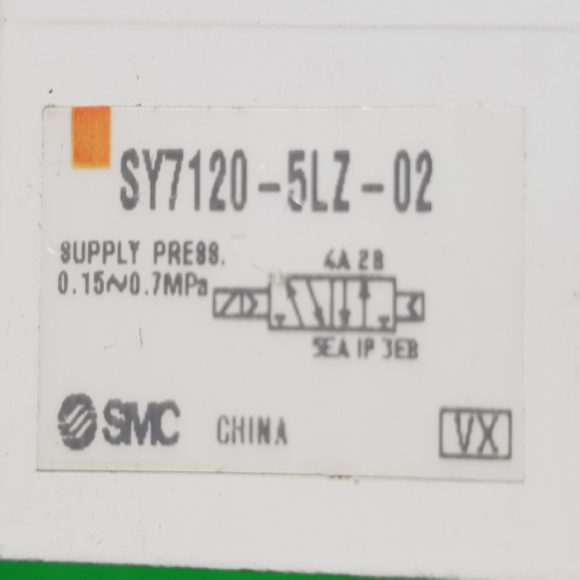 SY7120-5LZ-02
SUPPLY PRESS.
0.15~0.7MPa
4A 2B
5EA 1P 3EB
SMC
CHINA
VX